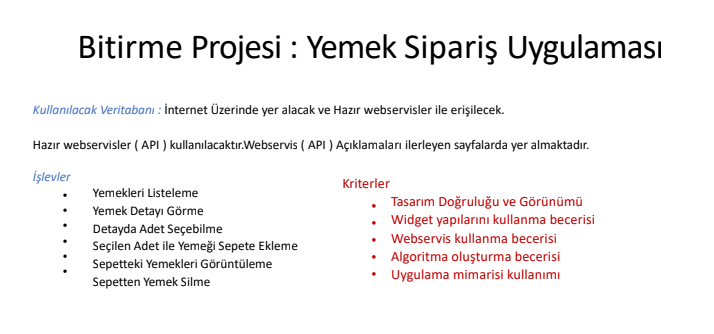 Bitirme Projesi : Yemek Sipariş Uygulaması
Kullanılacak Veritabanı : İnternet Üzerinde yer alacak ve Hazır webservisler ile erişilecek.
Hazır webservisler ( API ) kullanılacaktır.Webservis ( API ) Açıklamaları ilerleyen sayfalarda yer almaktadır.
İşlevler
• Yemekleri Listeleme
• Yemek Detayı Görme
• Detayda Adet Seçebilme
• Seçilen Adet ile Yemeği Sepete Ekleme
• Sepetteki Yemekleri Görüntüleme
Sepetten Yemek Silme
Kriterler
• Tasarım Doğruluğu ve Görünümü
• Widget yapılarını kullanma becerisi
• Webservis kullanma becerisi
• Algoritma oluşturma becerisi
• Uygulama mimarisi kullanımı